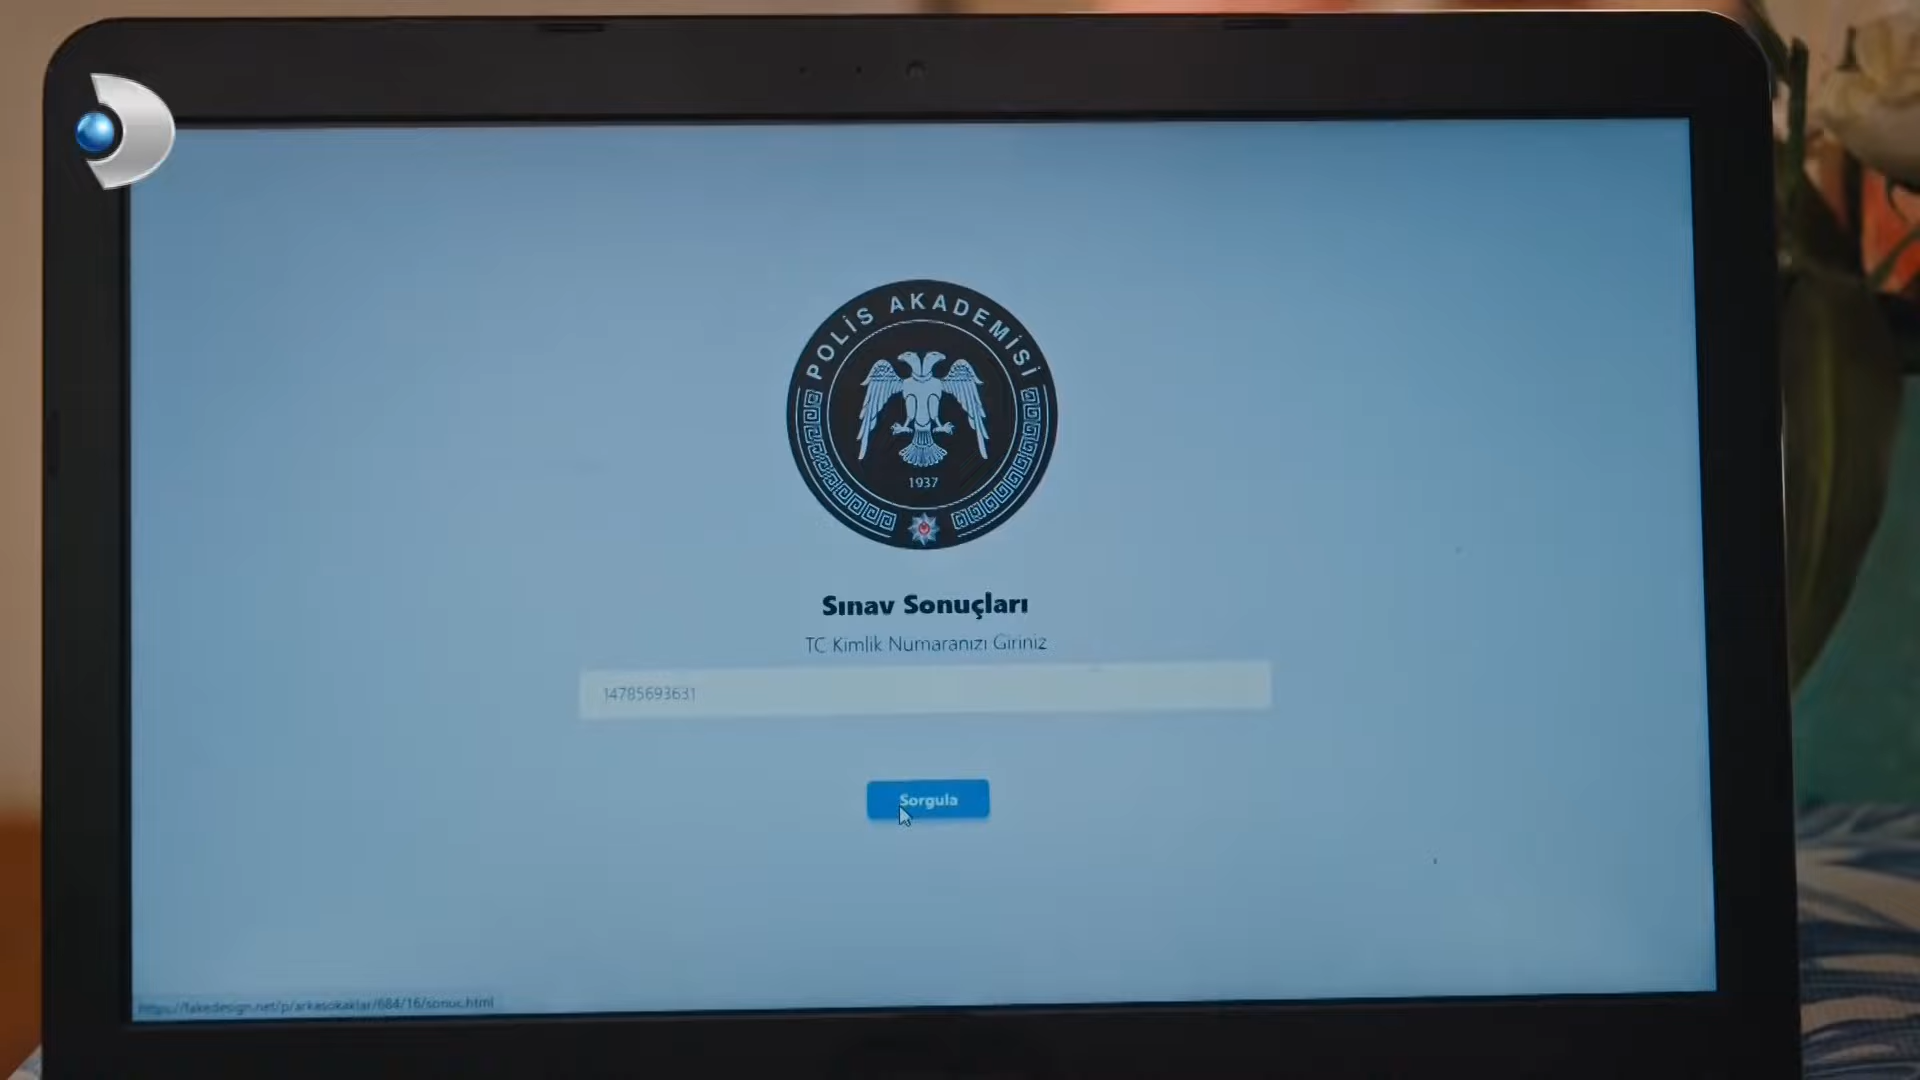 POLİS AKADEMİSİ
1937
Sınav Sonuçları
TC Kimlik Numaranızı Giriniz
14785693631
Sorgula
https://fakedesign.net/p/arkasokaklar/684/16/sonuc.html